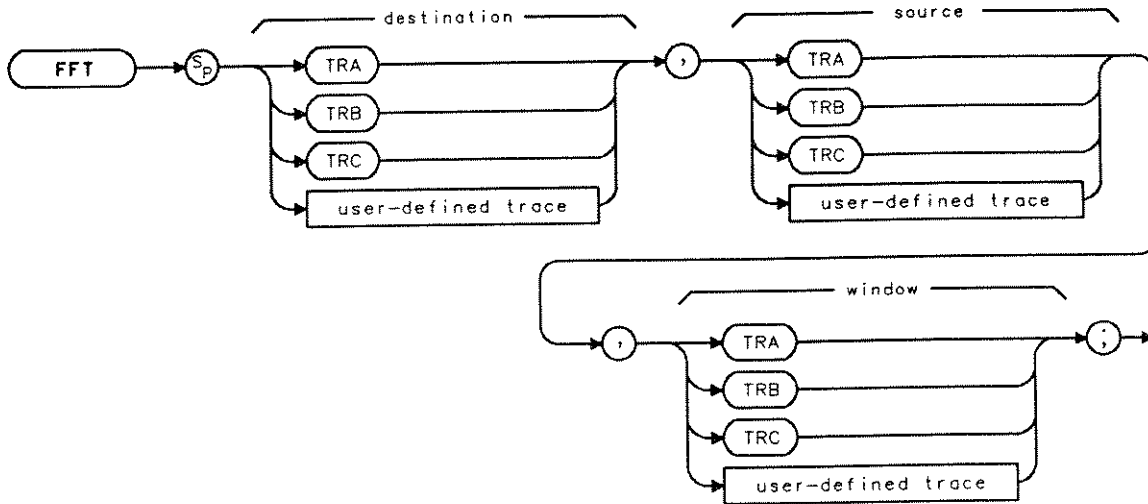 destination
source
FFT
SP
TRA
TRB
TRC
user-defined trace
,
TRA
TRB
TRC
user-defined trace
window
,
TRA
TRB
TRC
user-defined trace
;